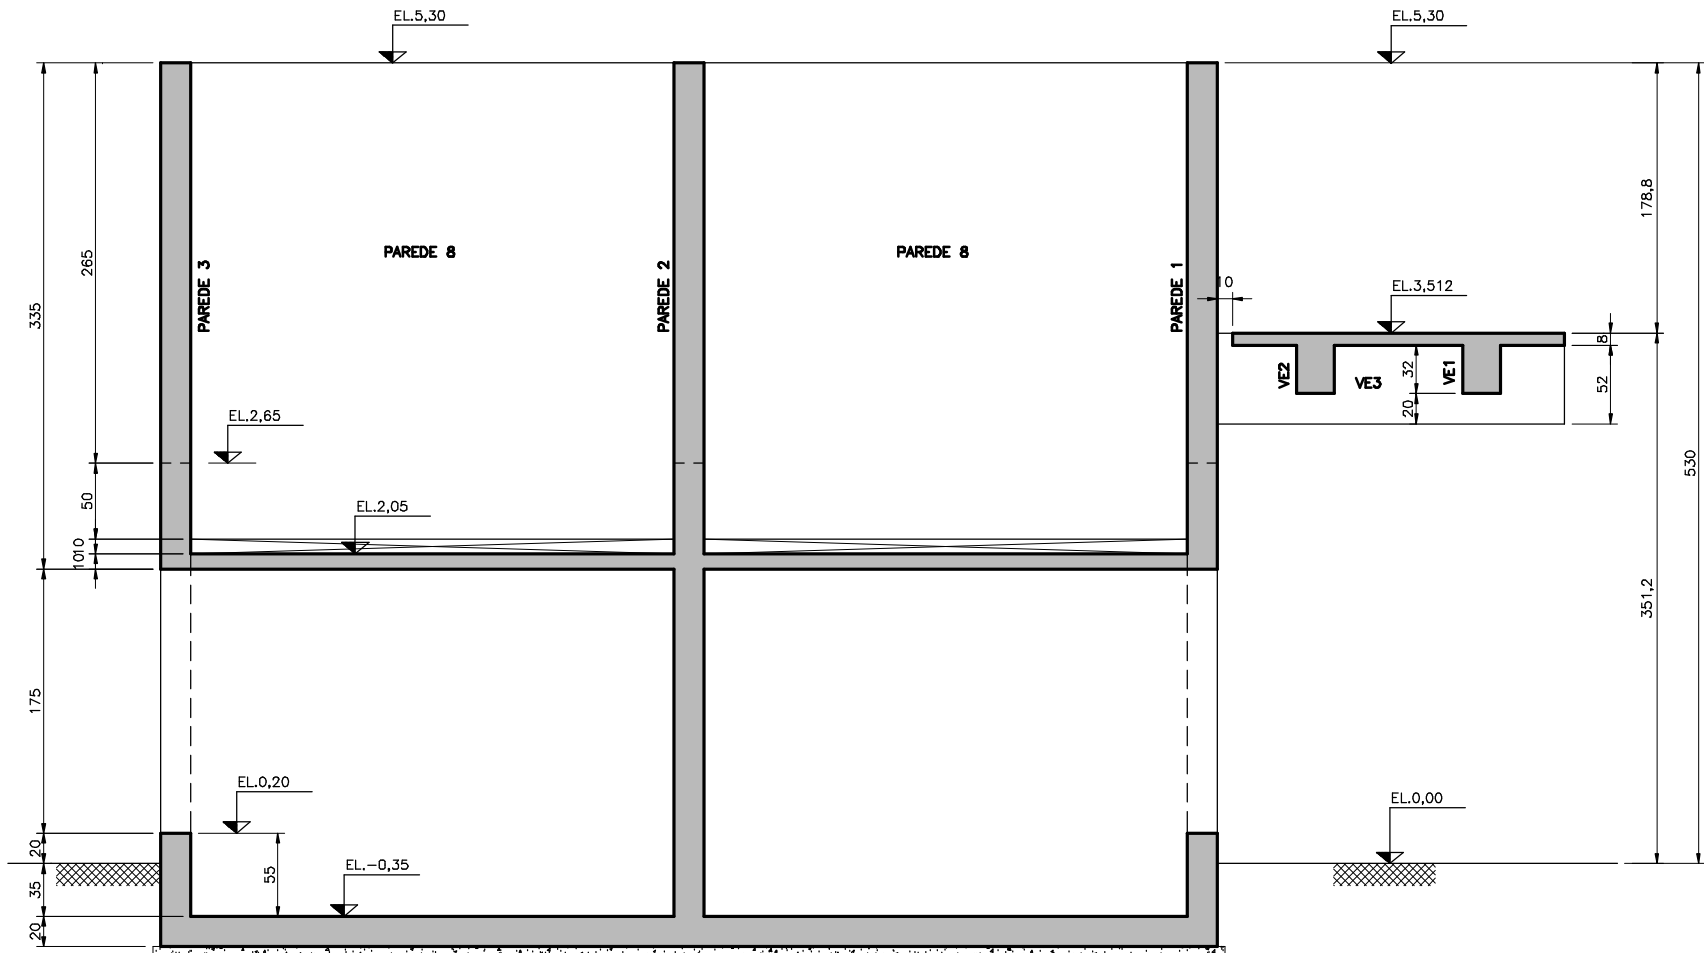 EL.5,30
EL.5,30
335
265
178,8
PAREDE 8
PAREDE 8
PAREDE 3
PAREDE 2
PAREDE 1
10
EL.3,512
8
VE2
VE3
32
VE1
52
20
EL.2,65
530
50
EL.2,05
10
10
351,2
175
EL.0,20
EL.0,00
20
55
EL.-0,35
35
20